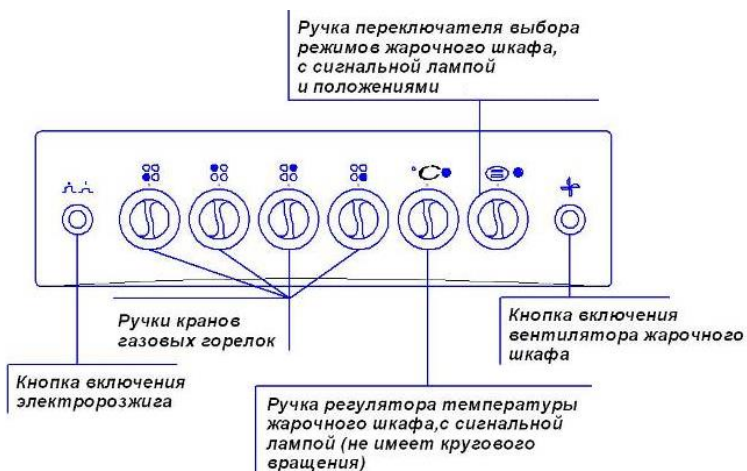 Ручка переключателя выбора
режимов жарочного шкафа,
с сигнальной лампой
и положениями
°C
Ручки кранов
газовых горелок
Кнопка включения
вентилятора жарочного
шкафа
Кнопка включения
электророзжига
Ручка регулятора температуры
жарочного шкафа,с сигнальной
лампой (не имеет кругового
вращения)